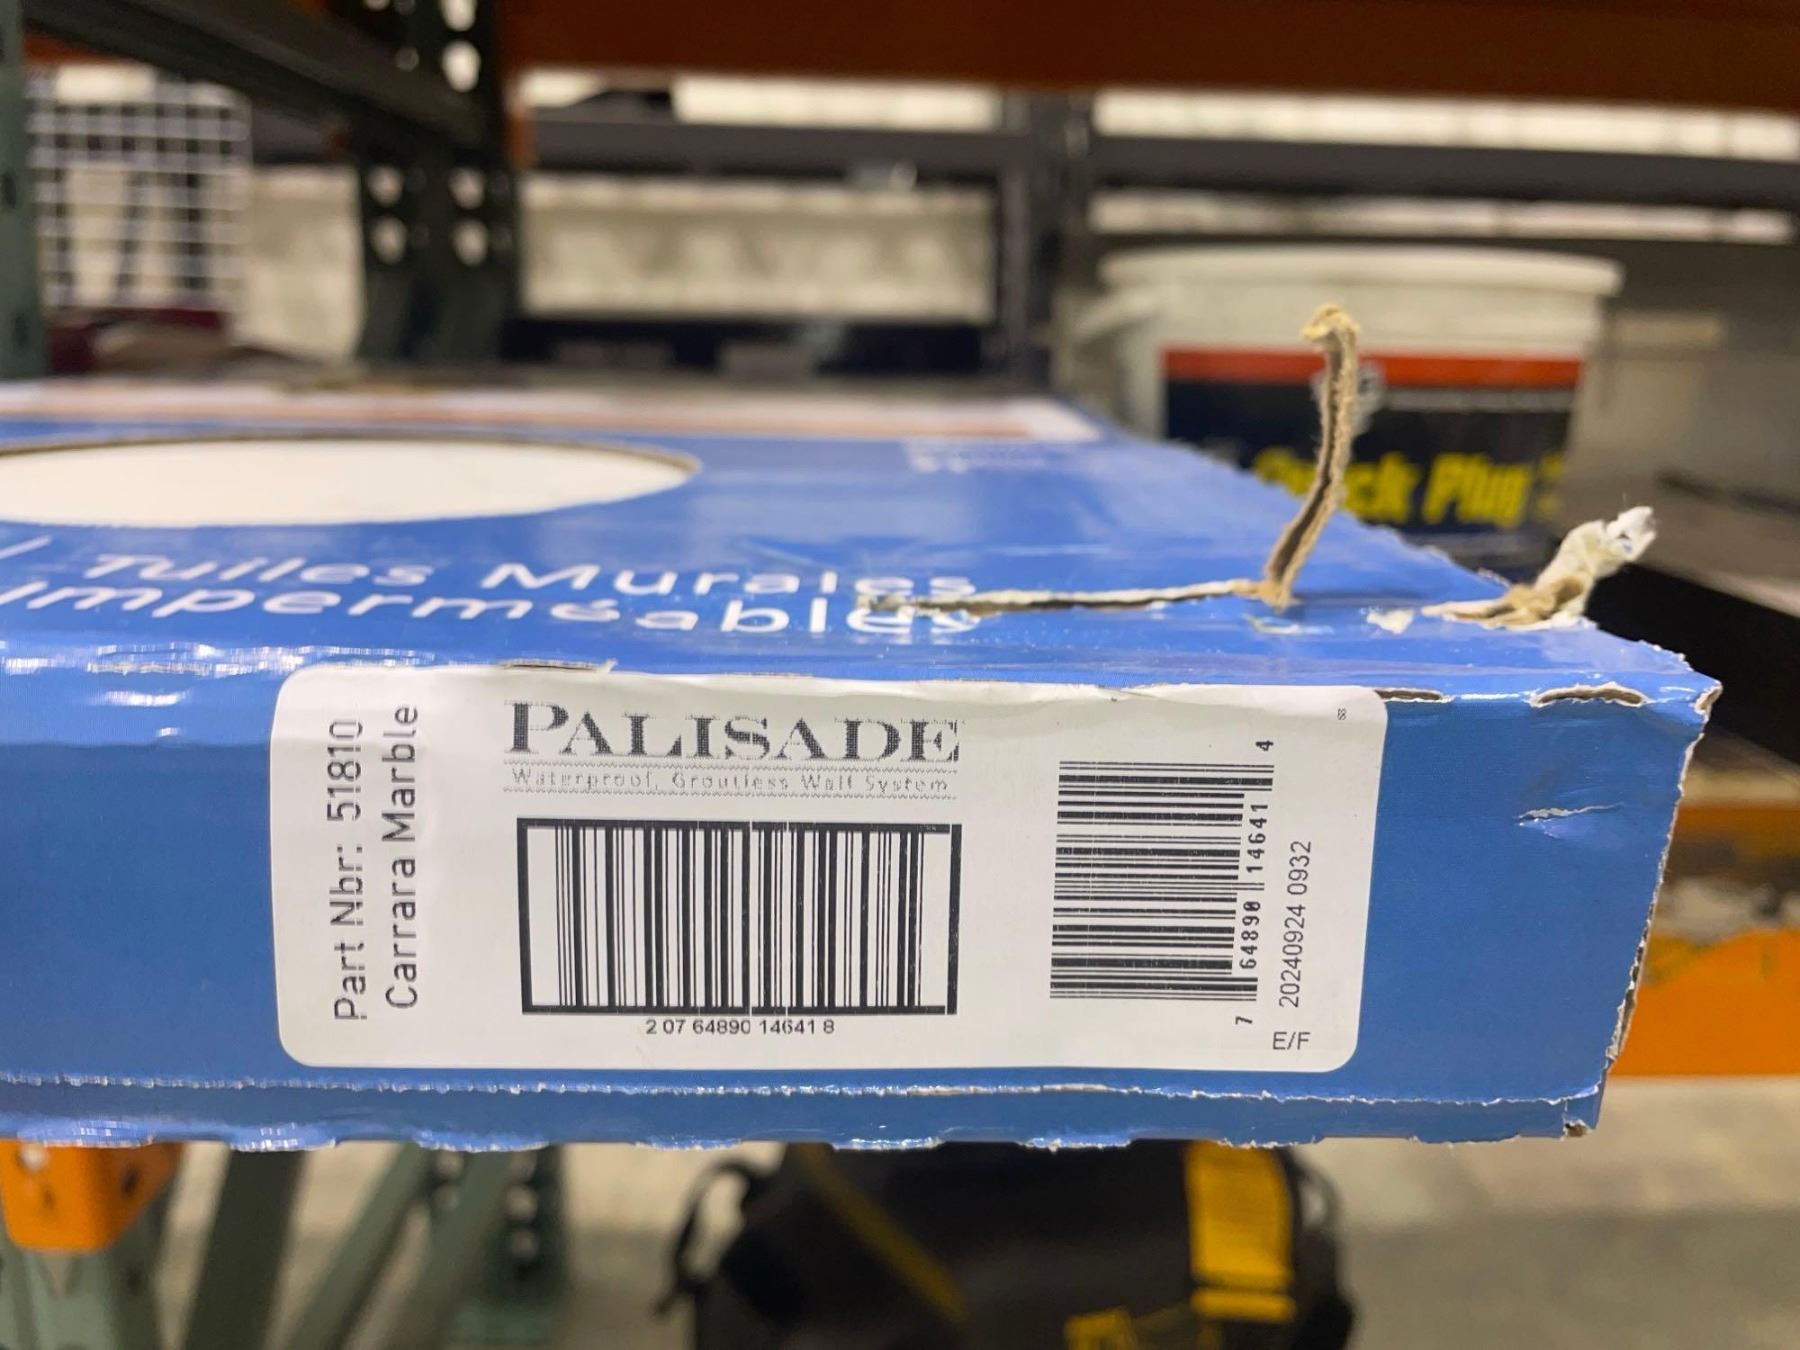 Tuiles Murales
Imperméables
Part Nbr: 51810
Carrara Marble
PALISADE
Waterproof, Groutless Wall System
2 07 64890 14641 8
7 64890 14641 4
20240924 0932
E/F
Plug